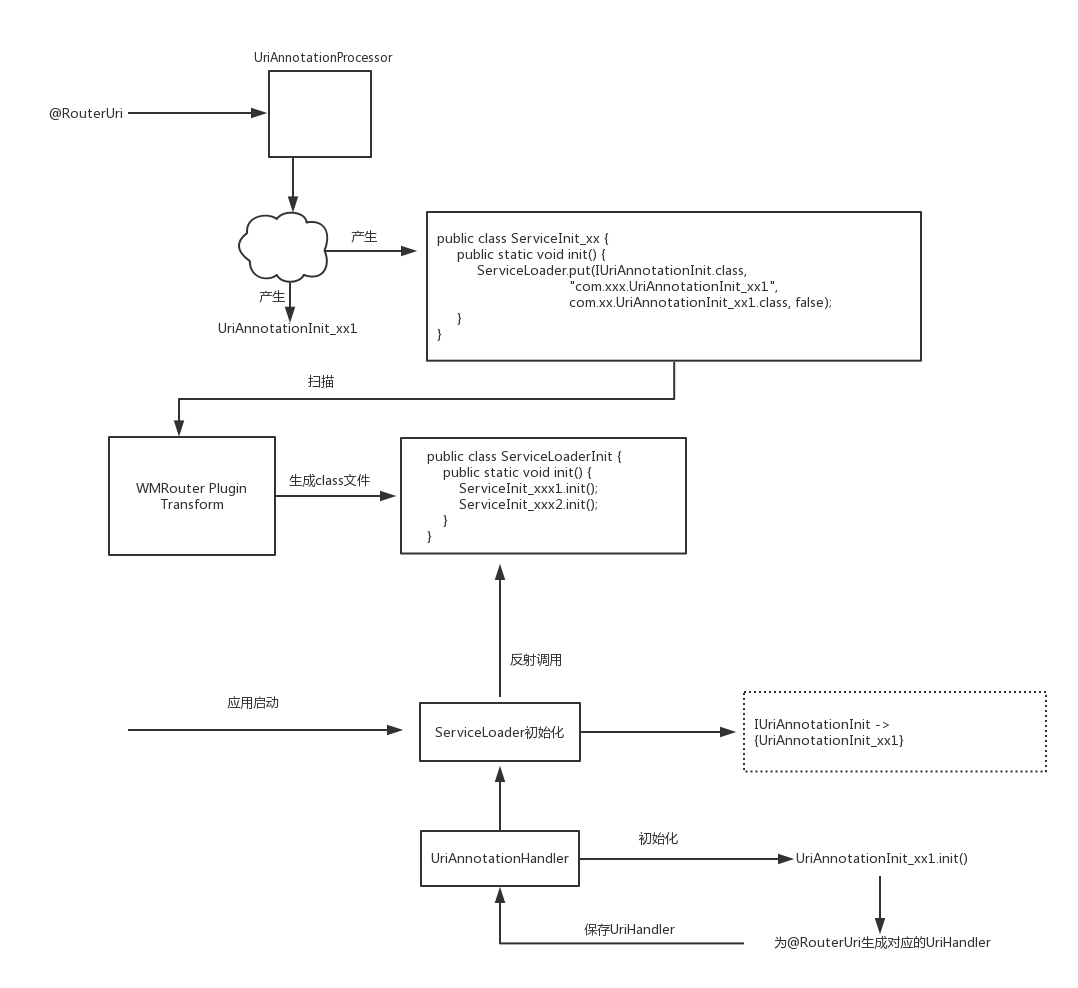 UriAnnotationProcessor
@RouterUri
产生
public class ServiceInit_xx {
public static void init() {
ServiceLoader.put(IUriAnnotationInit.class,
"com.xxx.UriAnnotationInit_xx1",
com.xx.UriAnnotationInit_xx1.class, false);
}
}
产生
UriAnnotationInit_xx1
扫描
WMRouter Plugin
Transform
生成class文件
public class ServiceLoaderInit {
public static void init() {
ServiceInit_xxx1.init();
ServiceInit_xxx2.init();
}
}
反射调用
应用启动
ServiceLoader初始化
IUriAnnotationInit ->
{UriAnnotationInit_xx1}
UriAnnotationHandler
初始化
UriAnnotationInit_xx1.init()
保存UriHandler
为@RouterUri生成对应的UriHandler